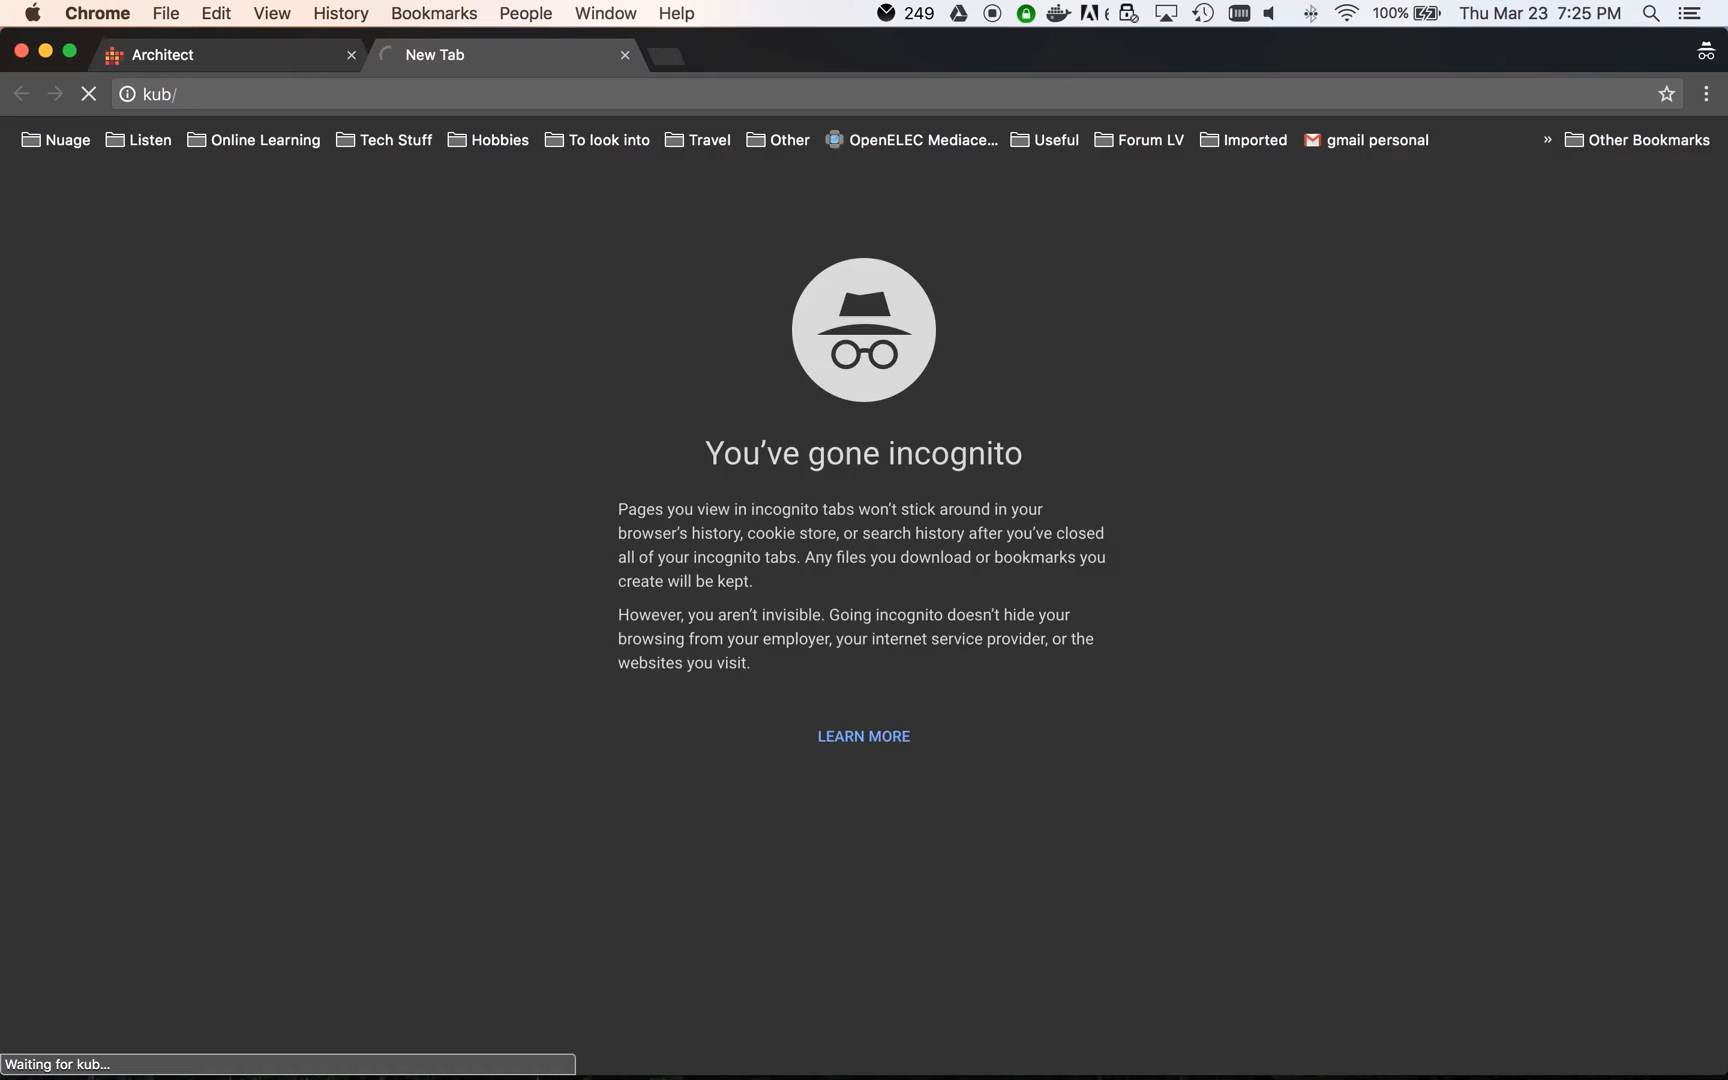 Chrome File Edit View History Bookmarks People Window Help 249 100% Thu Mar 23 7:25 PM
Architect New Tab
kub/
Nuage Listen Online Learning Tech Stuff Hobbies To look into Travel Other OpenELEC Mediace... Useful Forum LV Imported gmail personal » Other Bookmarks
You've gone incognito
Pages you view in incognito tabs won't stick around in your
browser's history, cookie store, or search history after you've closed
all of your incognito tabs. Any files you download or bookmarks you
create will be kept.
However, you aren't invisible. Going incognito doesn't hide your
browsing from your employer, your internet service provider, or the
websites you visit.
LEARN MORE
Waiting for kub...